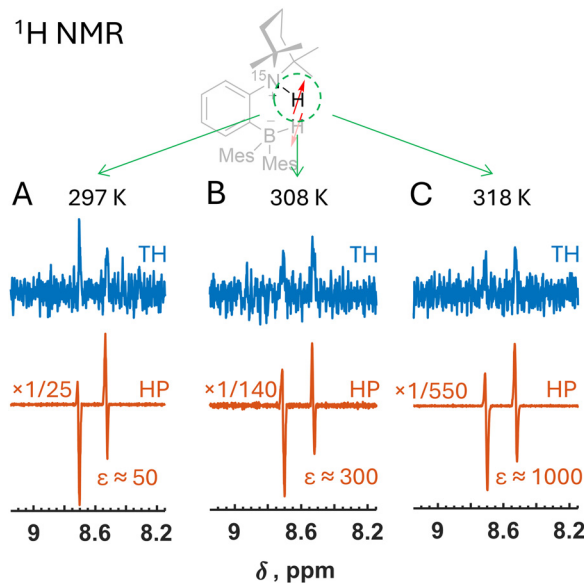 ¹H NMR
¹⁵N
+
H
H
B
−
Mes
Mes
A 297 K
TH
×1/25 HP
ε ≈ 50
9 8.6 8.2
B 308 K
TH
×1/140 HP
ε ≈ 300
9 8.6 8.2
C 318 K
TH
×1/550 HP
ε ≈ 1000
9 8.6 8.2
δ , ppm